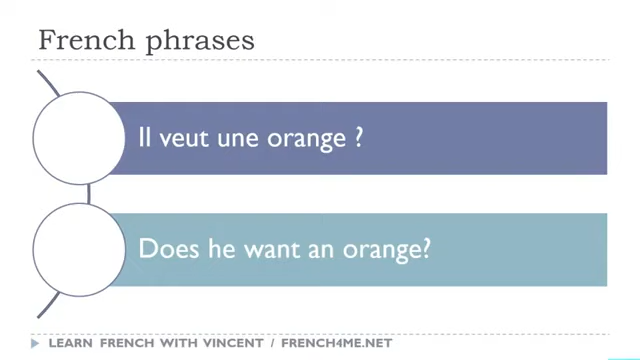 French phrases
Il veut une orange ?
Does he want an orange?
LEARN FRENCH WITH VINCENT / FRENCH4ME.NET